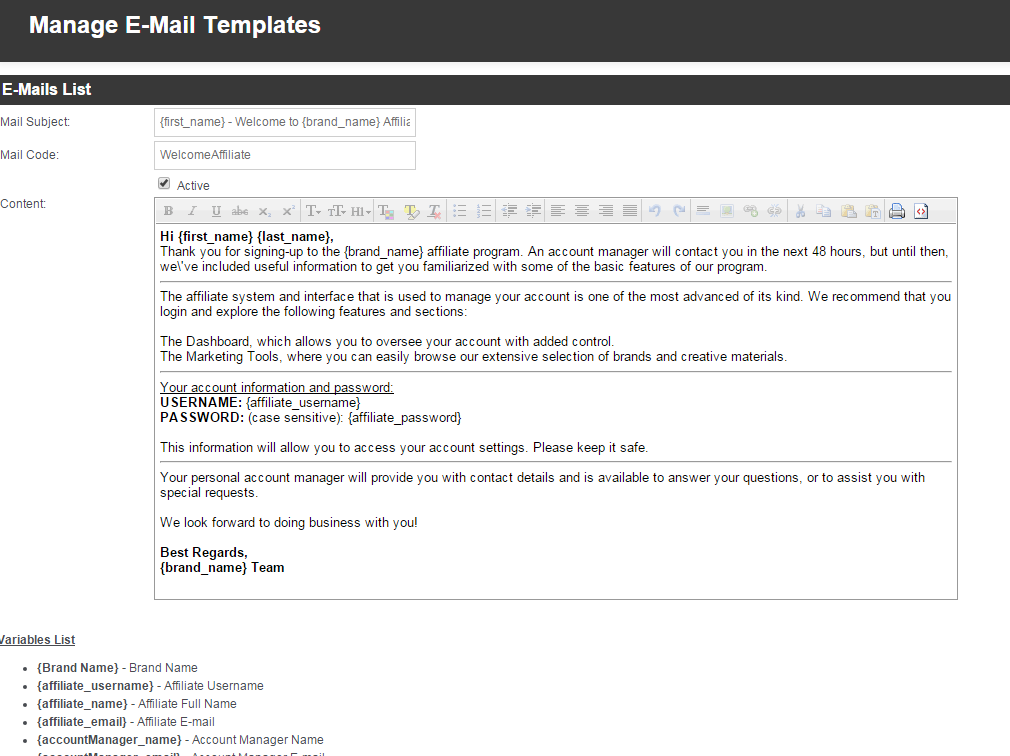 Manage E-Mail Templates
E-Mails List
Mail Subject:
{first_name} - Welcome to {brand_name} Affilia
Mail Code:
WelcomeAffiliate
Active
Content:
B I U abc X₂ X² T TT H1 T T T
Hi {first_name} {last_name},
Thank you for signing-up to the {brand_name} affiliate program. An account manager will contact you in the next 48 hours, but until then,
we\'ve included useful information to get you familiarized with some of the basic features of our program.
The affiliate system and interface that is used to manage your account is one of the most advanced of its kind. We recommend that you
login and explore the following features and sections:
The Dashboard, which allows you to oversee your account with added control.
The Marketing Tools, where you can easily browse our extensive selection of brands and creative materials.
Your account information and password:
USERNAME: {affiliate_username}
PASSWORD: (case sensitive): {affiliate_password}
This information will allow you to access your account settings. Please keep it safe.
Your personal account manager will provide you with contact details and is available to answer your questions, or to assist you with
special requests.
We look forward to doing business with you!
Best Regards,
{brand_name} Team
Variables List
{Brand Name} - Brand Name
{affiliate_username} - Affiliate Username
{affiliate_name} - Affiliate Full Name
{affiliate_email} - Affiliate E-mail
{accountManager_name} - Account Manager Name
{accountManager_email} - Account Manager E-mail